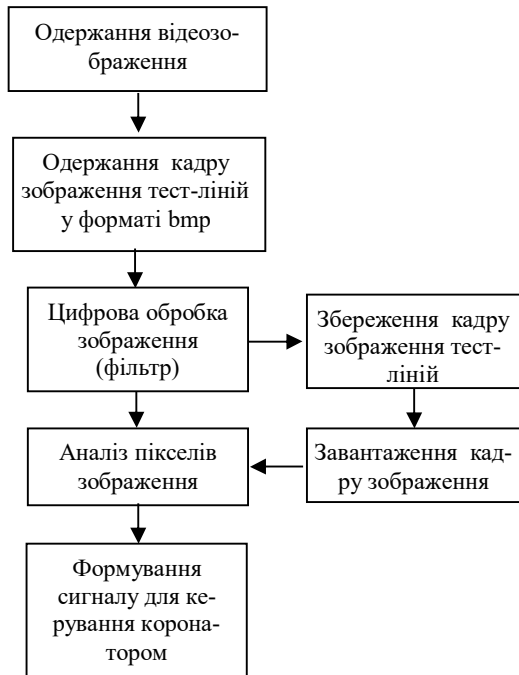 Одержання відеозо-
браження
Одержання кадру
зображення тест-ліній
у форматі bmp
Цифрова обробка
зображення
(фільтр)
Збереження кадру
зображення тест-
ліній
Аналіз пікселів
зображення
Завантаження кад-
ру зображення
Формування
сигналу для ке-
рування корона-
тором